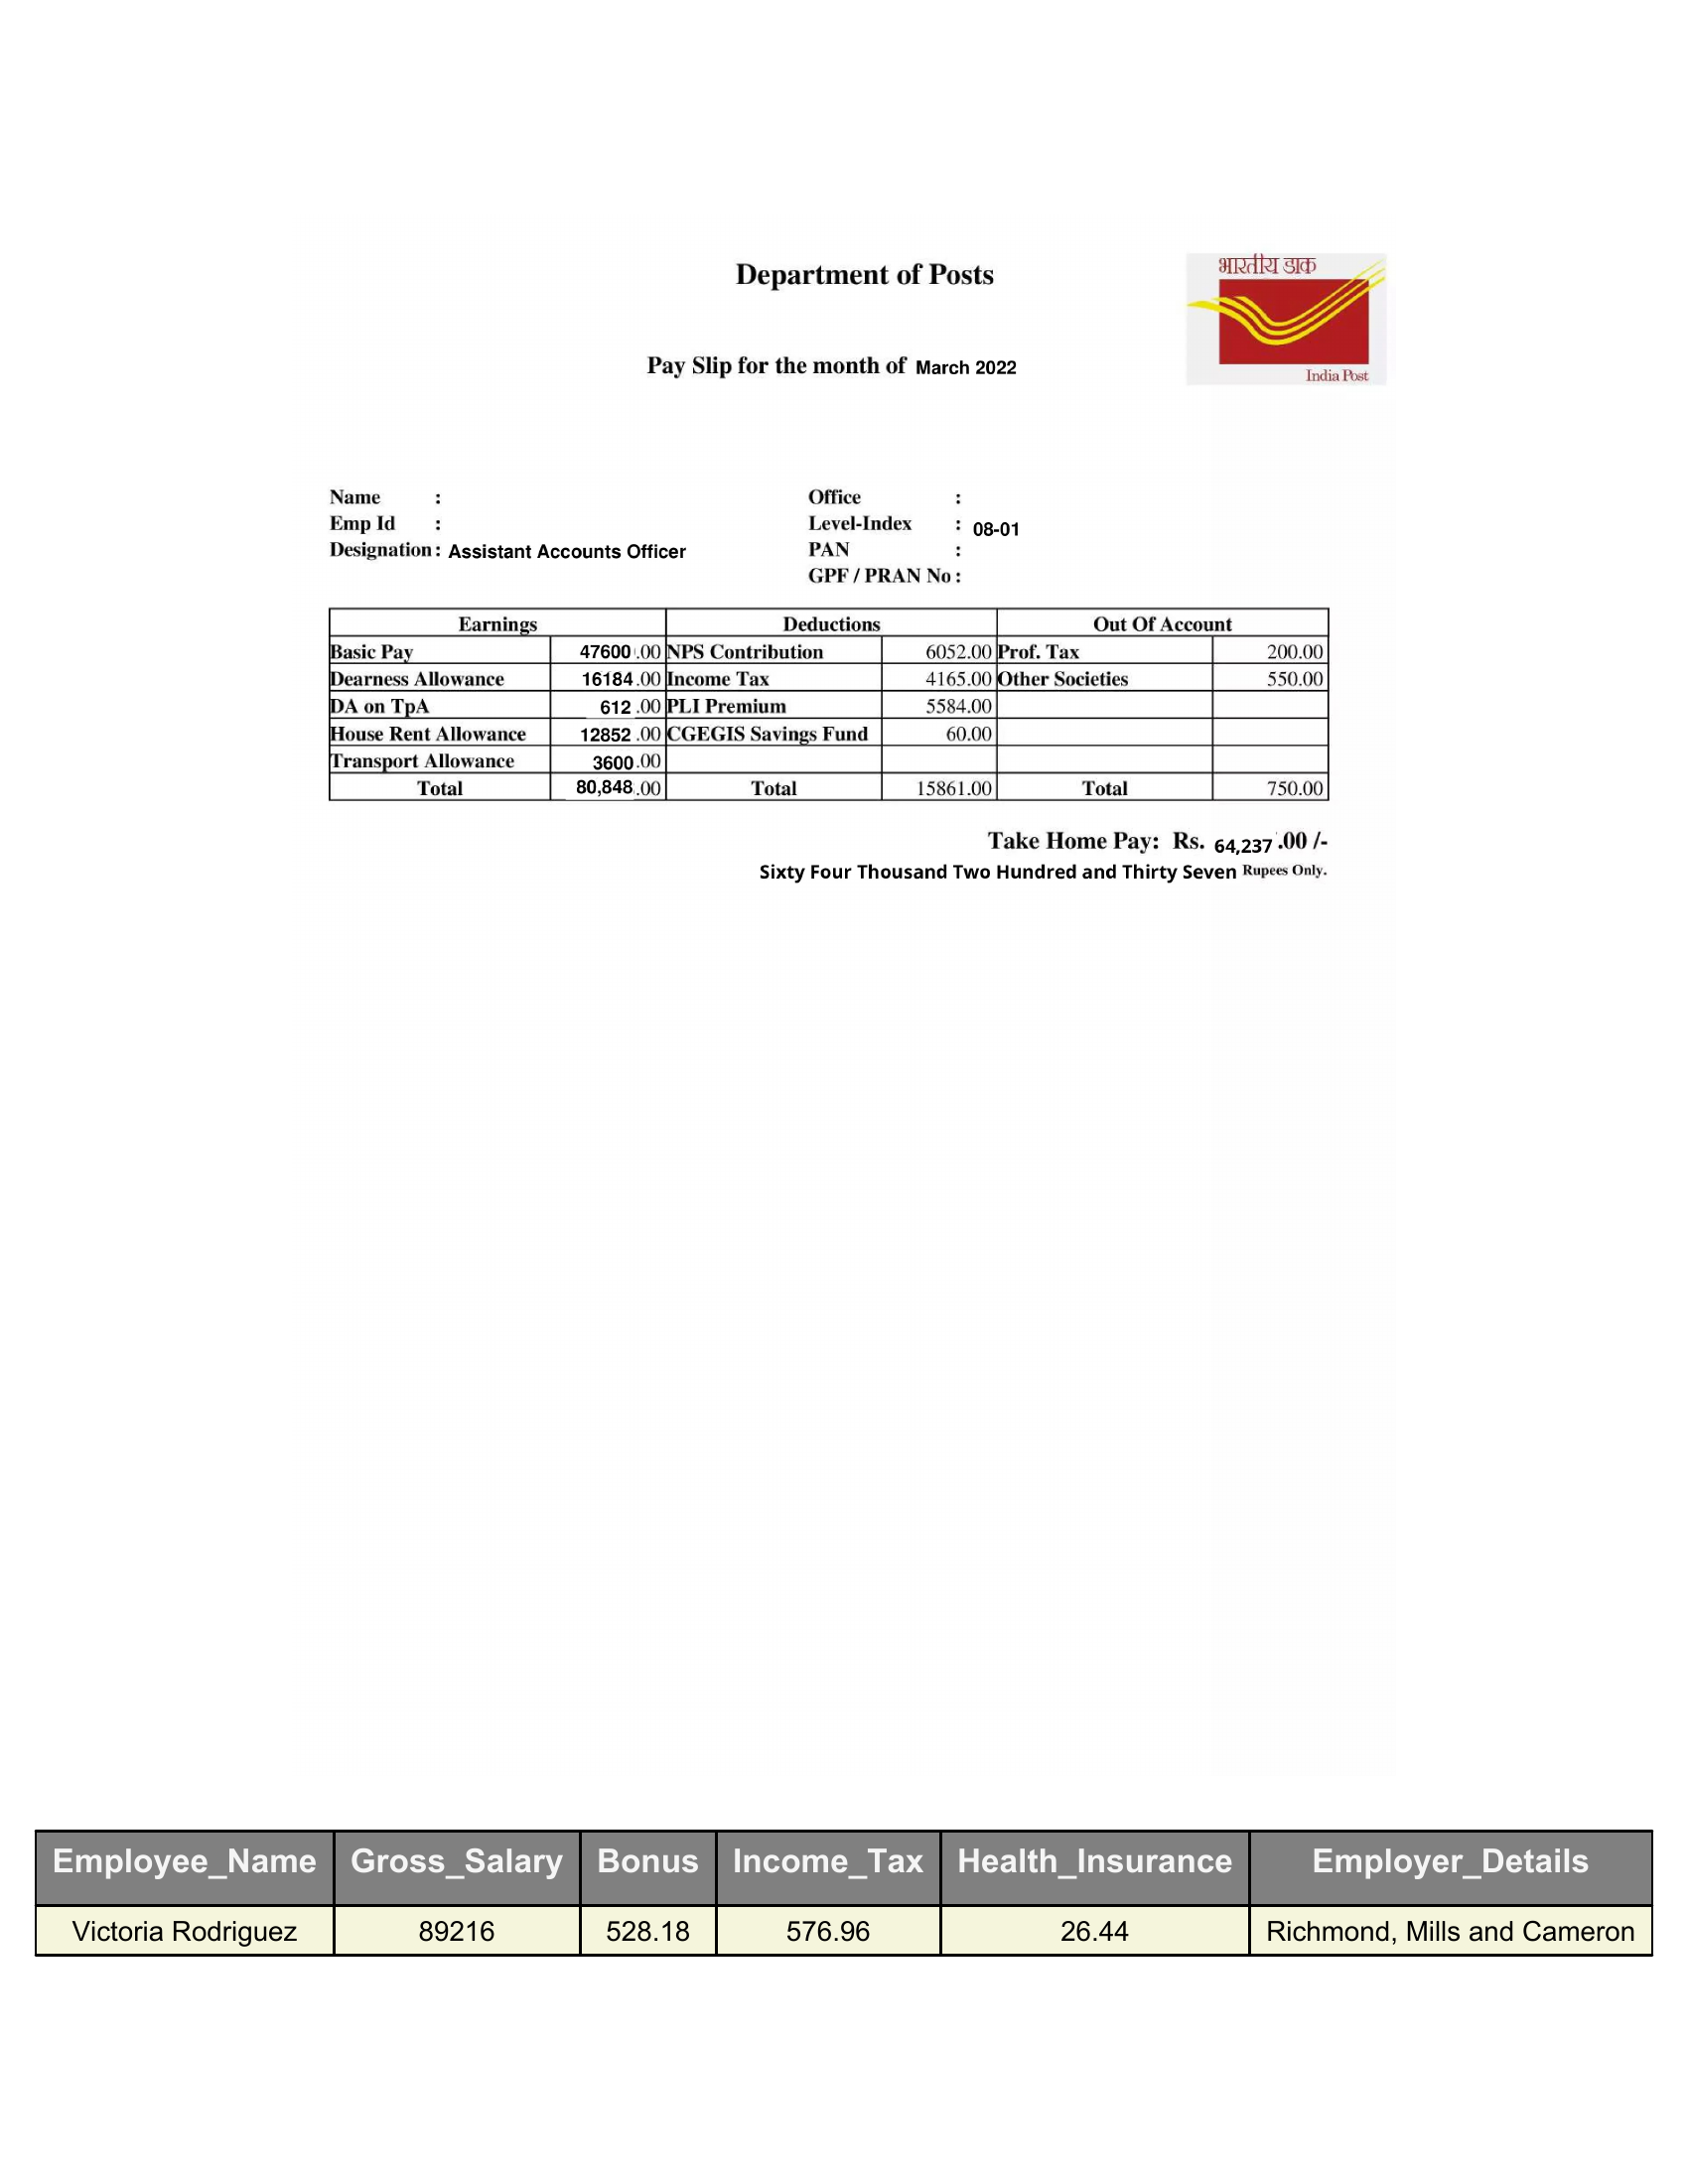 Department of Posts
भारतीय डाक
India Post
Pay Slip for the month of March 2022
Name :
Office :
Emp Id :
Level-Index : 08-01
Designation : Assistant Accounts Officer
PAN :
GPF / PRAN No :
Earnings Deductions Out Of Account
Basic Pay 47600.00 NPS Contribution 6052.00 Prof. Tax 200.00
Dearness Allowance 16184.00 Income Tax 4165.00 Other Societies 550.00
DA on TpA 612.00 PLI Premium 5584.00
House Rent Allowance 12852.00 CGEGIS Savings Fund 60.00
Transport Allowance 3600.00
Total 80,848.00 Total 15861.00 Total 750.00
Take Home Pay: Rs. 64,237.00 /-
Sixty Four Thousand Two Hundred and Thirty Seven Rupees Only.
Employee_Name Gross_Salary Bonus Income_Tax Health_Insurance Employer_Details
Victoria Rodriguez 89216 528.18 576.96 26.44 Richmond, Mills and Cameron